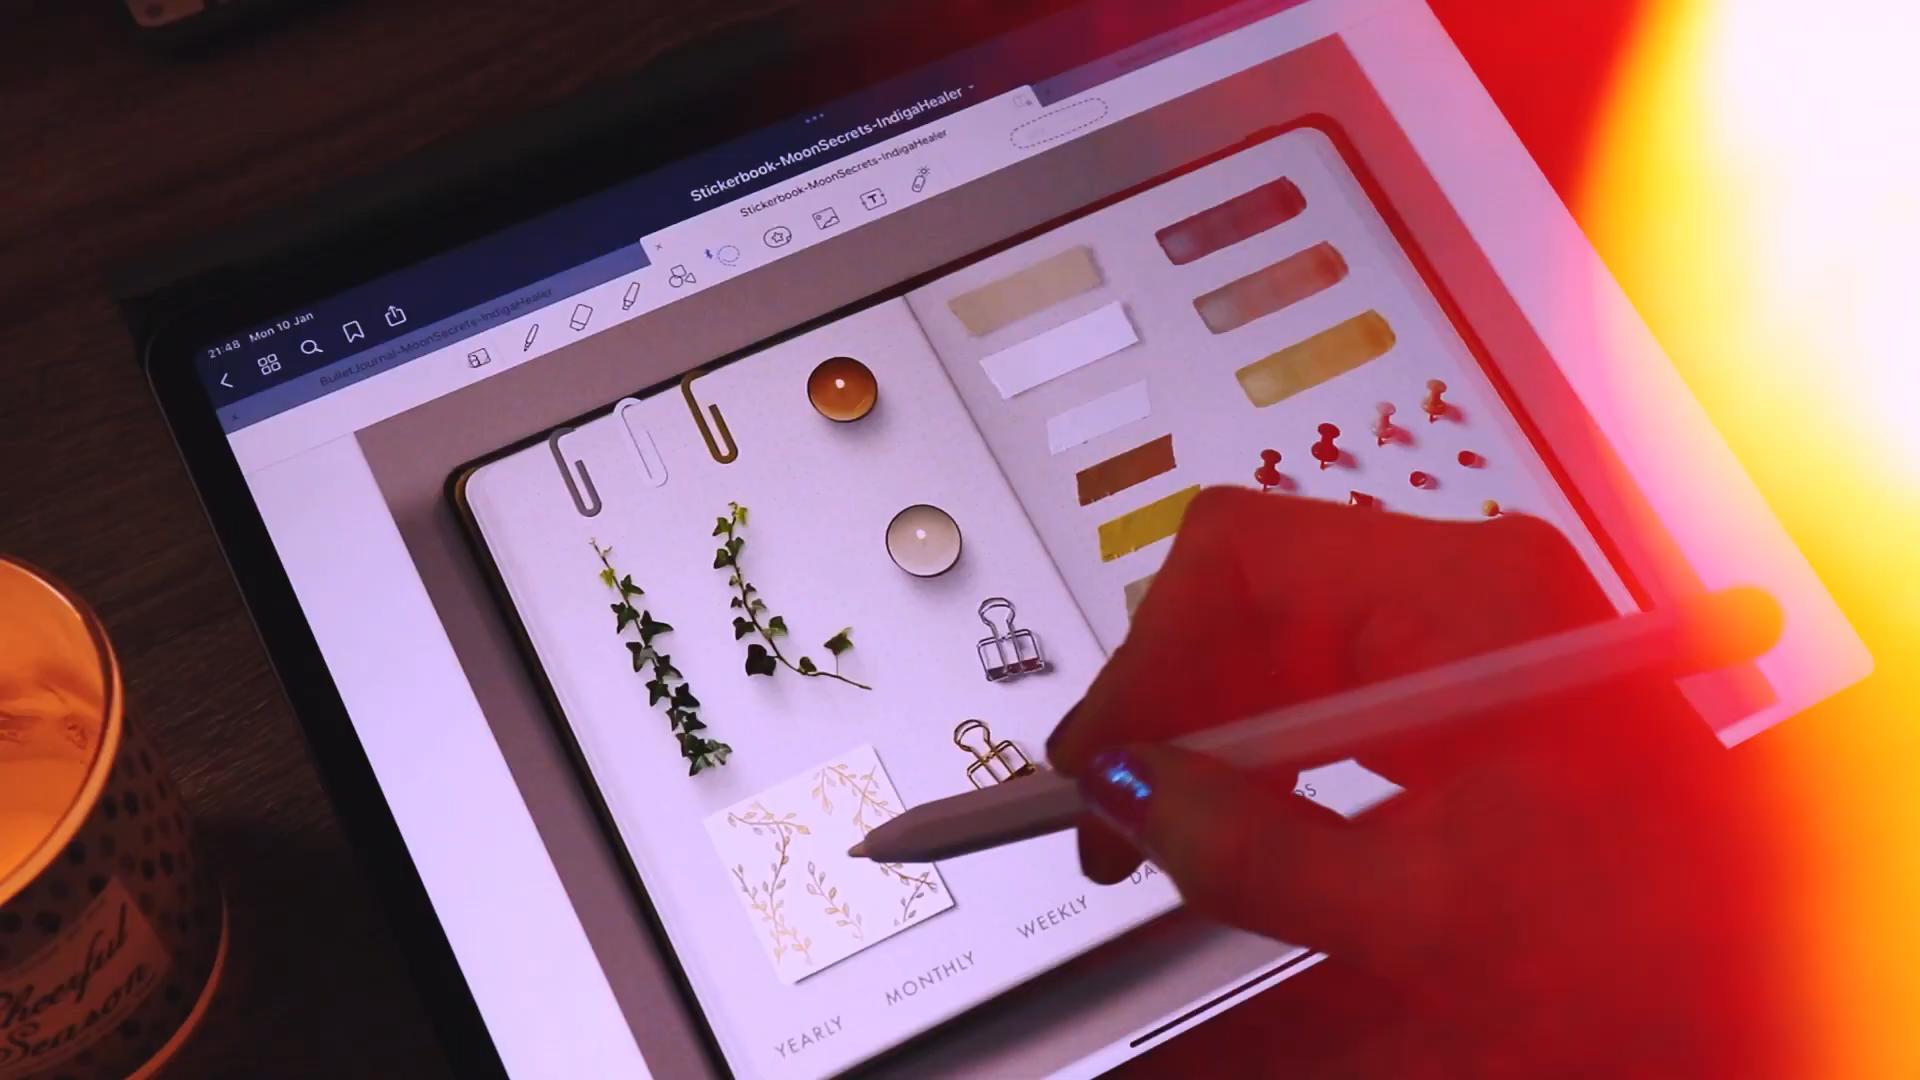 21:48 Mon 10 Jan
Stickerbook-MoonSecrets-IndigaHealer
BulletJournal-MoonSecrets-IndigaHealer
Stickerbook-MoonSecrets-IndigaHealer
T
YEARLY
MONTHLY
WEEKLY
Cheerful
Season